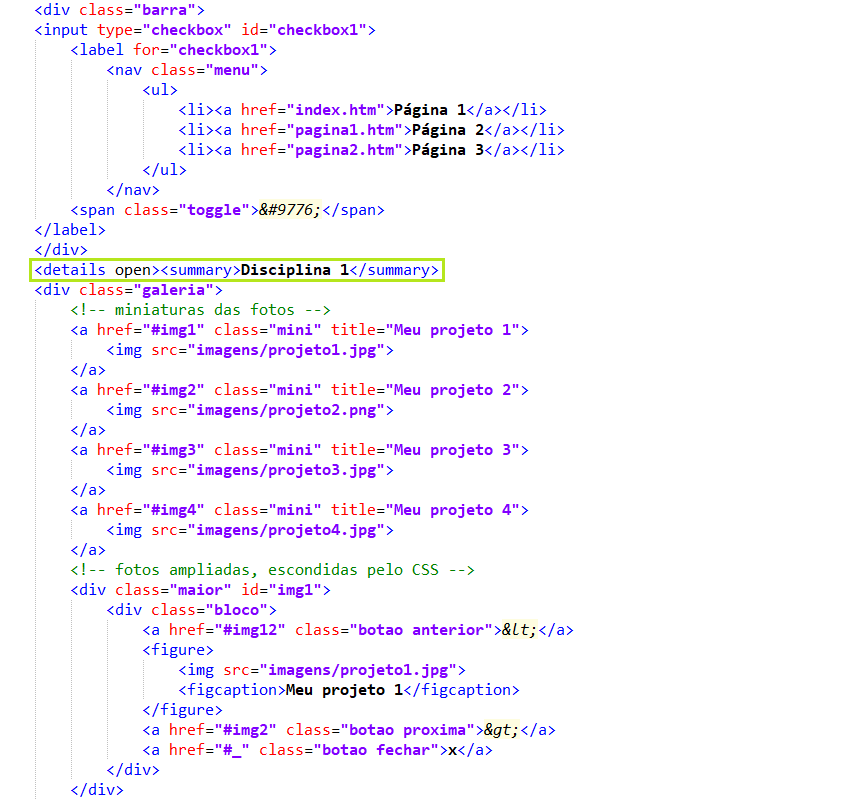 <div class="barra">
<input type="checkbox" id="checkbox1">
<label for="checkbox1">
<nav class="menu">
<ul>
<li><a href="index.htm">Página 1</a></li>
<li><a href="pagina1.htm">Página 2</a></li>
<li><a href="pagina2.htm">Página 3</a></li>
</ul>
</nav>
<span class="toggle">&#9776;</span>
</label>
</div>
<details open><summary>Disciplina 1</summary>
<div class="galeria">
<!-- miniaturas das fotos -->
<a href="#img1" class="mini" title="Meu projeto 1">
<img src="imagens/projeto1.jpg">
</a>
<a href="#img2" class="mini" title="Meu projeto 2">
<img src="imagens/projeto2.png">
</a>
<a href="#img3" class="mini" title="Meu projeto 3">
<img src="imagens/projeto3.jpg">
</a>
<a href="#img4" class="mini" title="Meu projeto 4">
<img src="imagens/projeto4.jpg">
</a>
<!-- fotos ampliadas, escondidas pelo CSS -->
<div class="maior" id="img1">
<div class="bloco">
<a href="#img12" class="botao anterior">&lt;</a>
<figure>
<img src="imagens/projeto1.jpg">
<figcaption>Meu projeto 1</figcaption>
</figure>
<a href="#img2" class="botao proxima">&gt;</a>
<a href="#_" class="botao fechar">x</a>
</div>
</div>